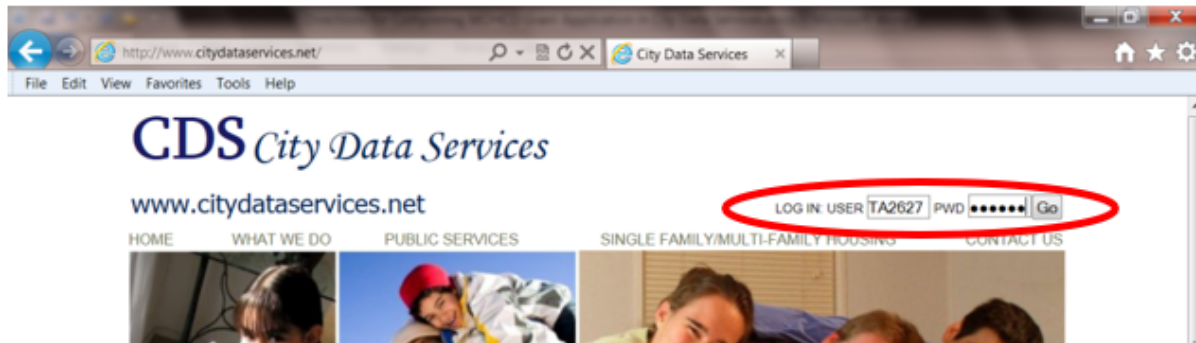 http://www.citydataservices.net/
City Data Services
File Edit View Favorites Tools Help
CDS City Data Services
www.citydataservices.net
LOG IN: USER TA2627 PWD ●●●●●● Go
HOME WHAT WE DO PUBLIC SERVICES SINGLE FAMILY/MULTI-FAMILY HOUSING CONTACT US